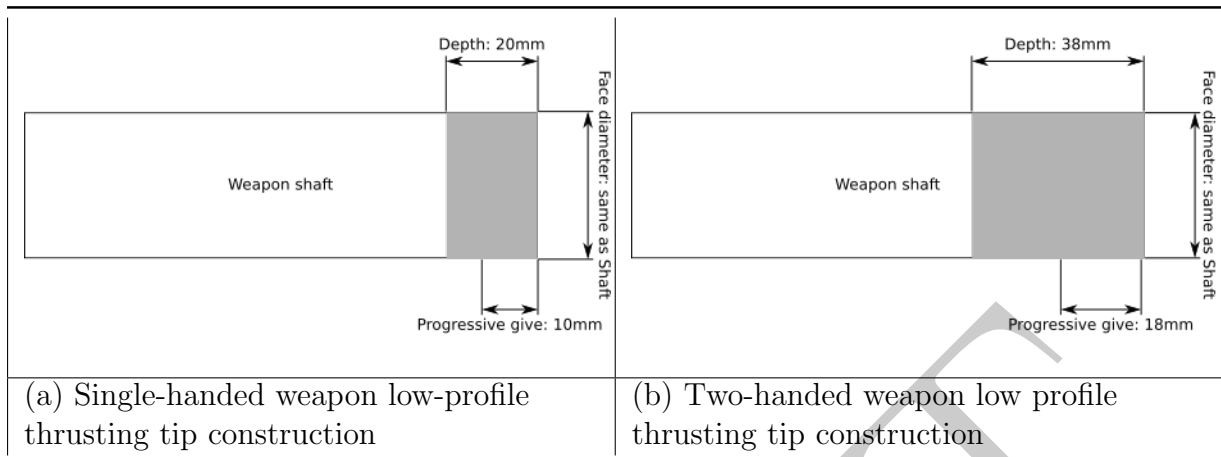 Depth: 20mm
Weapon shaft
Face diameter: same as Shaft
Progressive give: 10mm
(a) Single-handed weapon low-profile
thrusting tip construction
Depth: 38mm
Weapon shaft
Face diameter: same as Shaft
Progressive give: 18mm
(b) Two-handed weapon low profile
thrusting tip construction
T